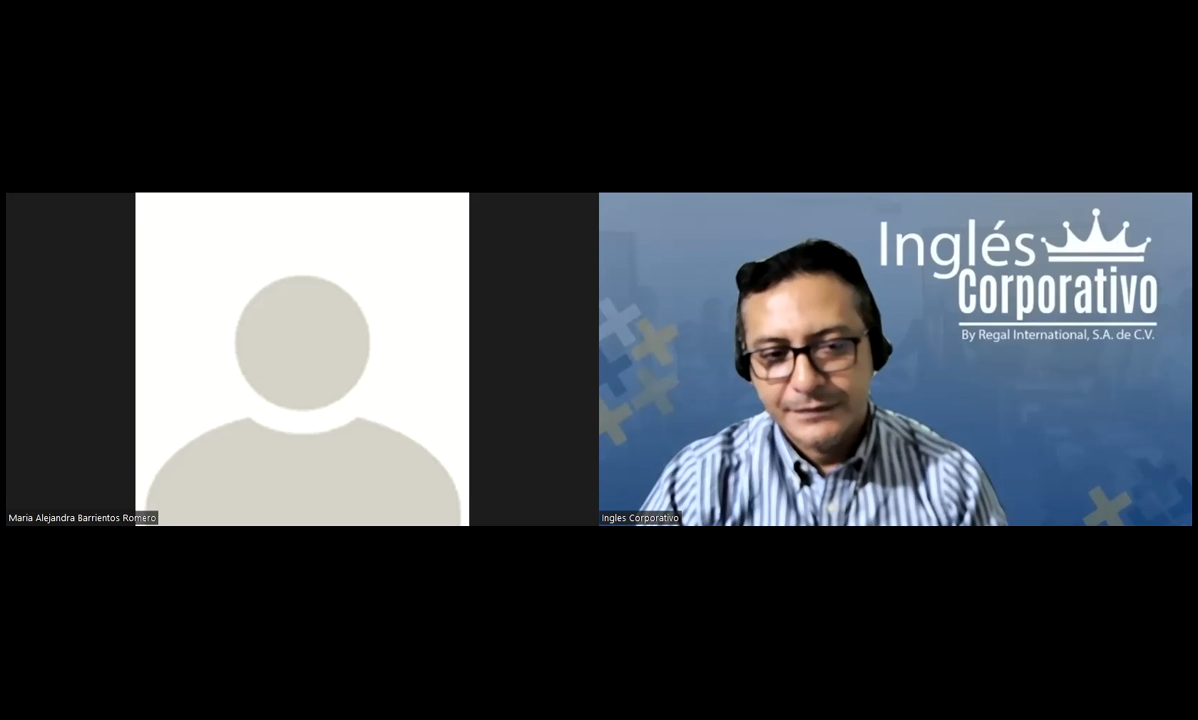 Inglés
Corporativo
By Regal International, S.A. de C.V.
Maria Alejandra Barrientos Romero
Ingles Corporativo